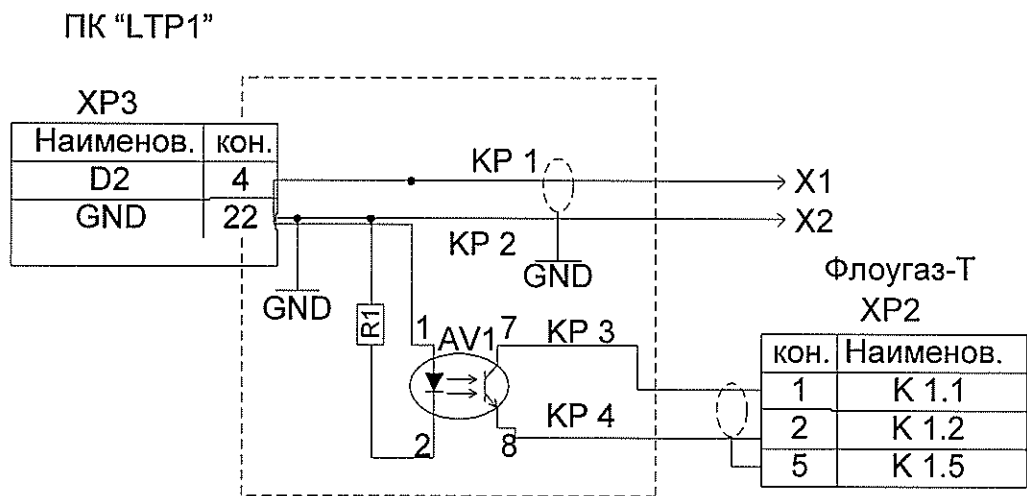 ПК “LTP1”
XP3
Наименов. кон.
D2 4
GND 22
KP 1
X1
X2
KP 2
GND
GND
R1
Флоугаз-Т
XP2
1 AV1 7 KP 3
кон. Наименов.
1 K 1.1
2 K 1.2
5 K 1.5
KP 4
2 8